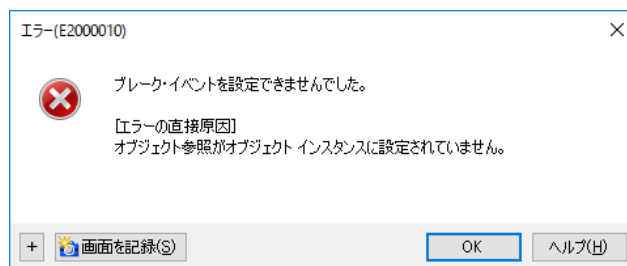 エラー(E2000010)
ブレーク・イベントを設定できませんでした。
[エラーの直接原因]
オブジェクト参照がオブジェクト インスタンスに設定されていません。
+
画面を記録(S)
OK
ヘルプ(H)